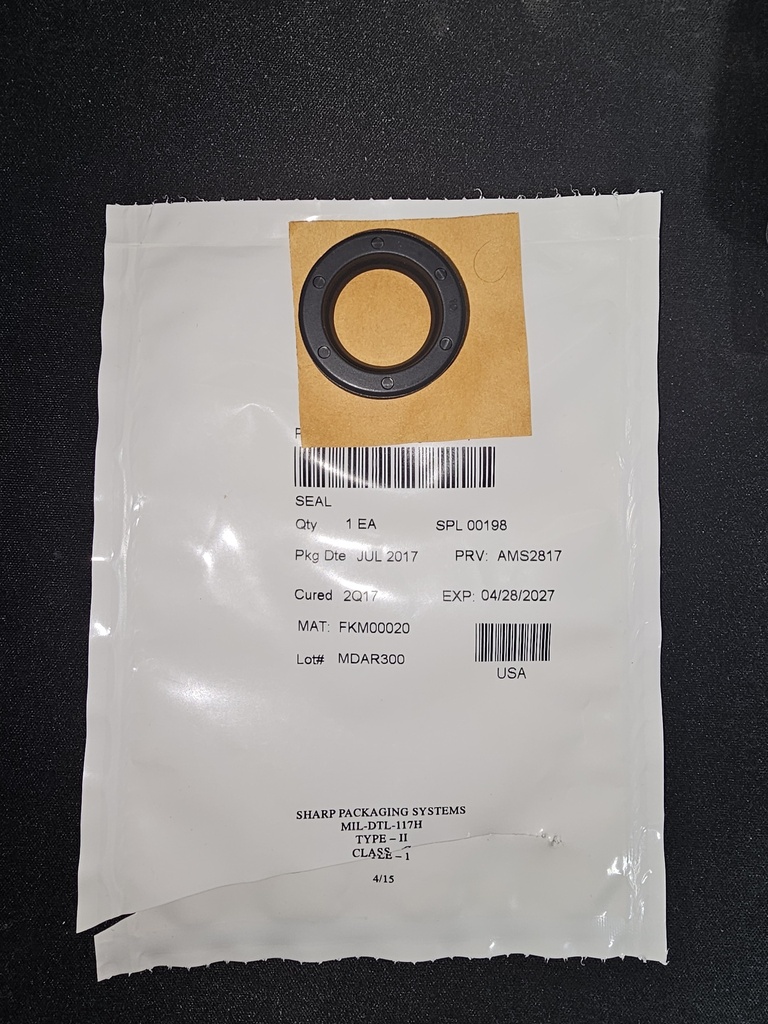 SEAL
Qty 1 EA SPL 00198
Pkg Dte JUL 2017 PRV: AMS2817
Cured 2Q17 EXP: 04/28/2027
MAT: FKM00020
Lot# MDAR300
USA
SHARP PACKAGING SYSTEMS
MIL-DTL-117H
TYPE – II
– 1
4/15